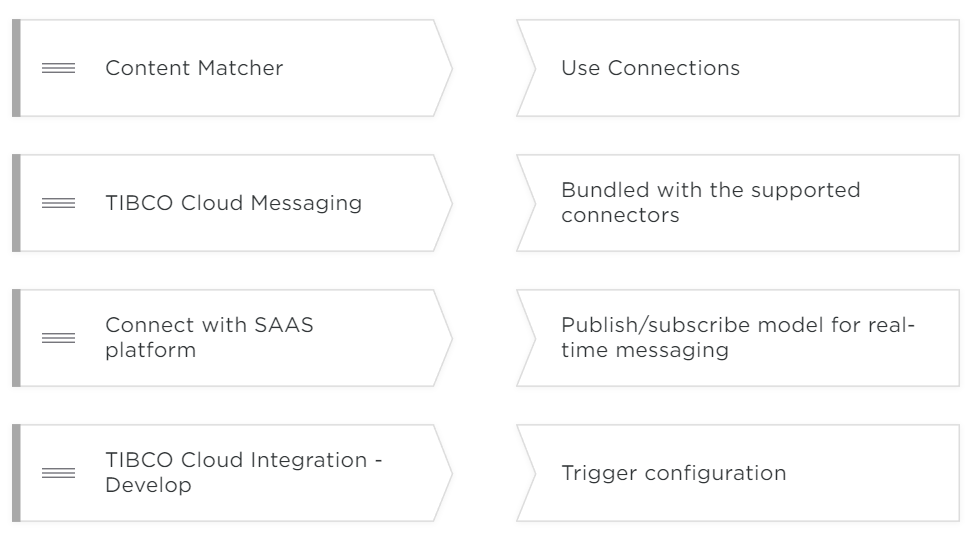 Content Matcher
Use Connections
TIBCO Cloud Messaging
Bundled with the supported
connectors
Connect with SAAS
platform
Publish/subscribe model for real-
time messaging
TIBCO Cloud Integration -
Develop
Trigger configuration